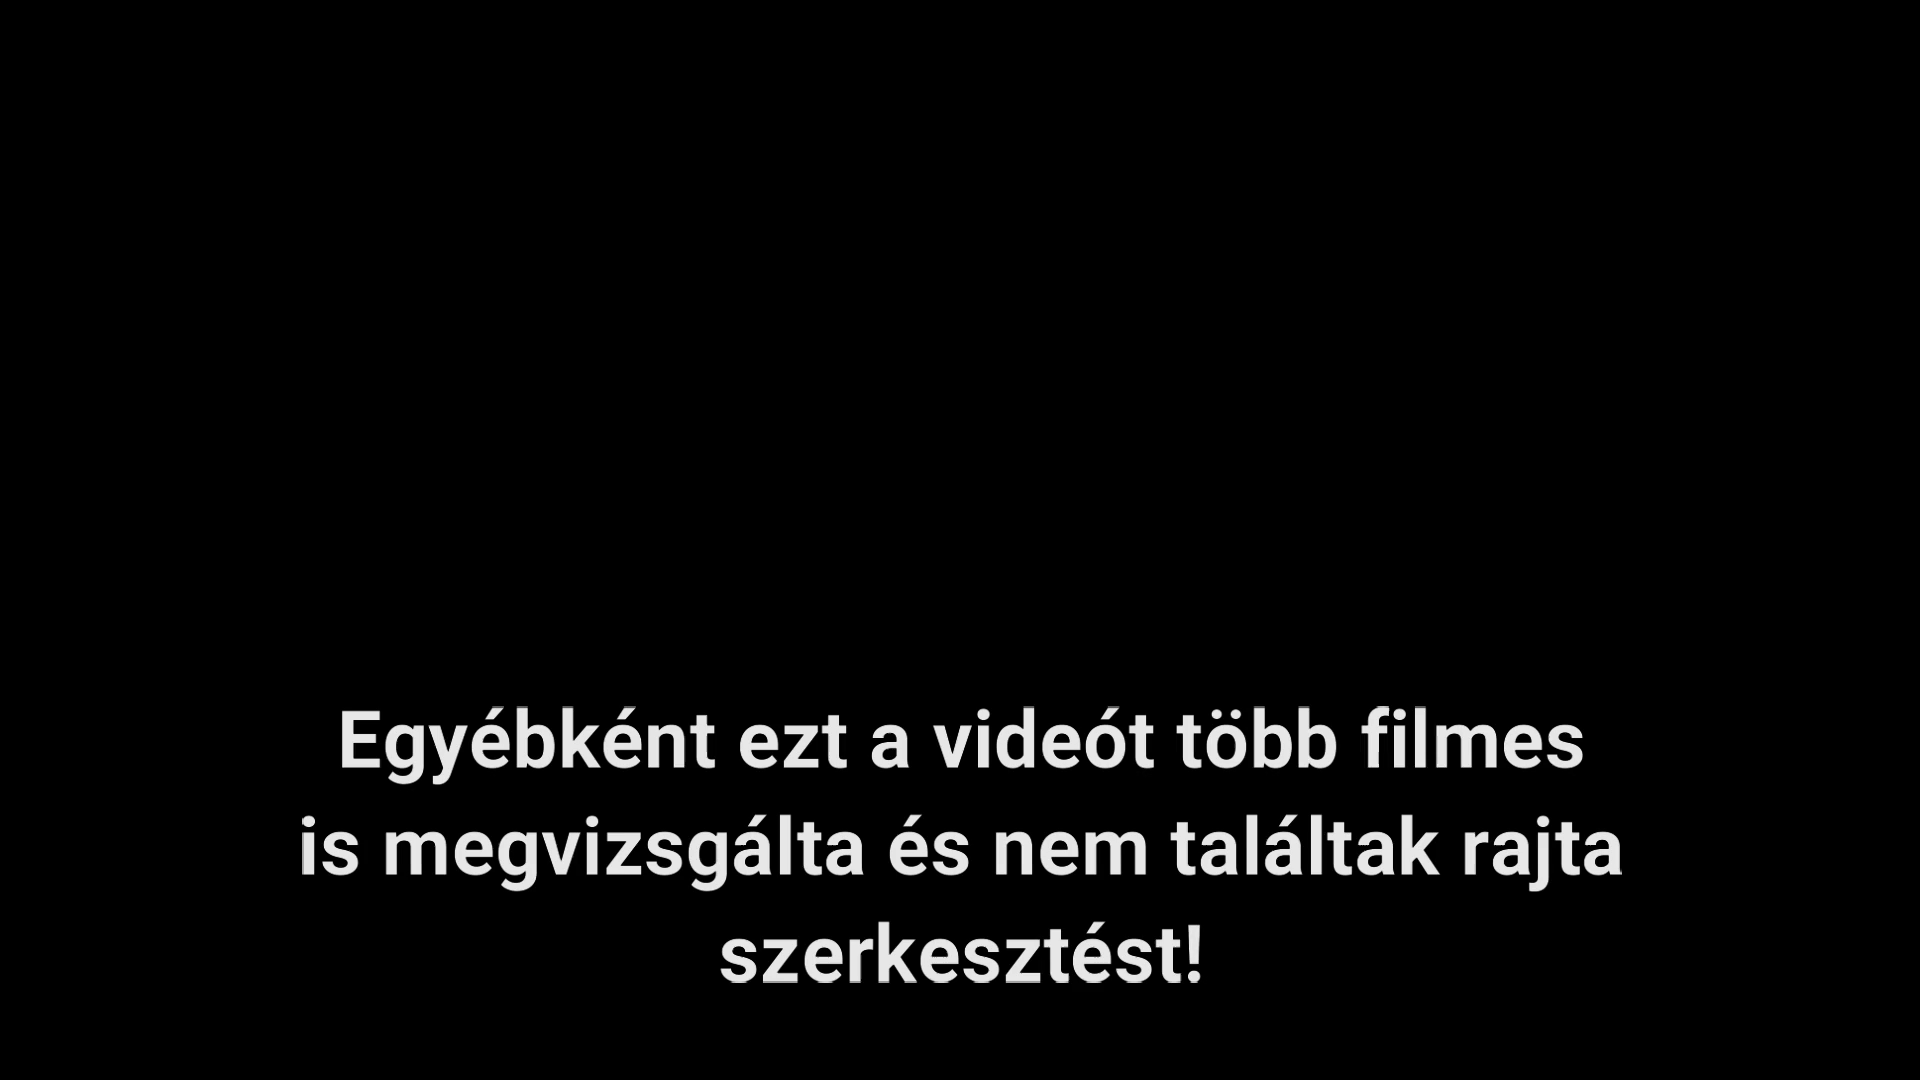 Egyébként ezt a videót több filmes
is megvizsgálta és nem találtak rajta
szerkesztést!